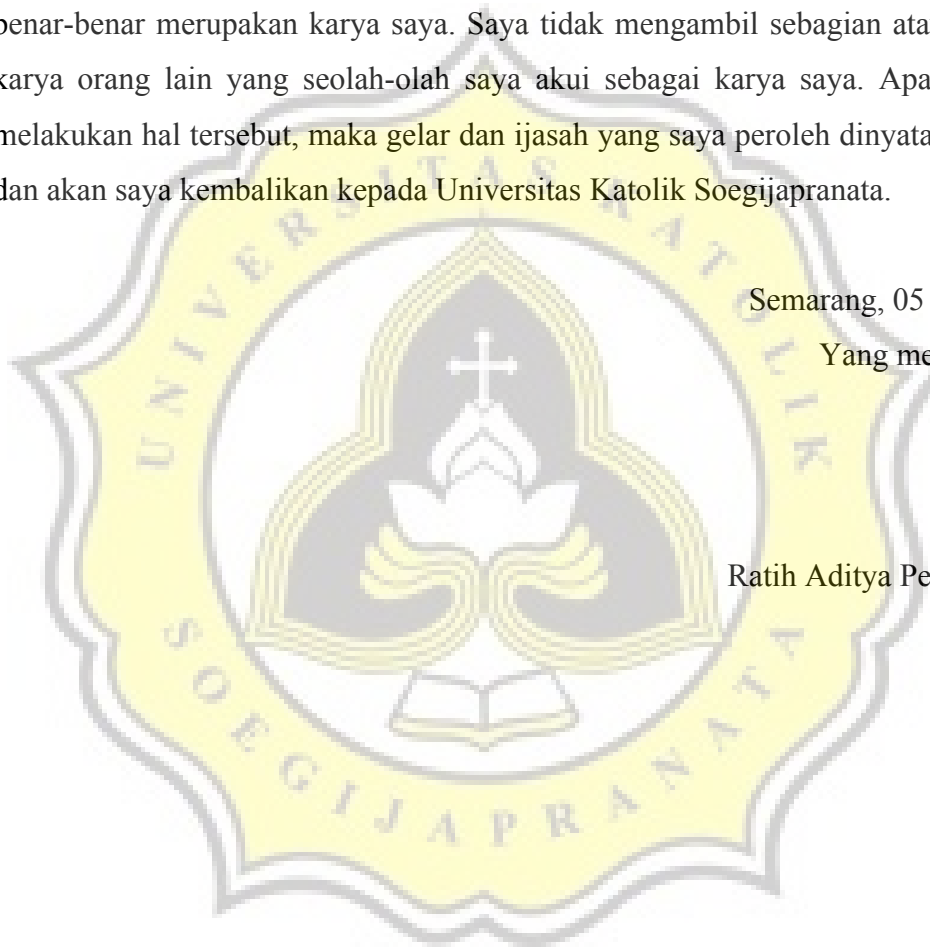 benar-benar merupakan karya saya. Saya tidak mengambil sebagian ata
karya orang lain yang seolah-olah saya akui sebagai karya saya. Apa
melakukan hal tersebut, maka gelar dan ijasah yang saya peroleh dinyata
dan akan saya kembalikan kepada Universitas Katolik Soegijapranata.
UNIVERSITAS KATOLIK
Semarang, 05
Yang me
Ratih Aditya Pe
SOEGIJAPRANATA